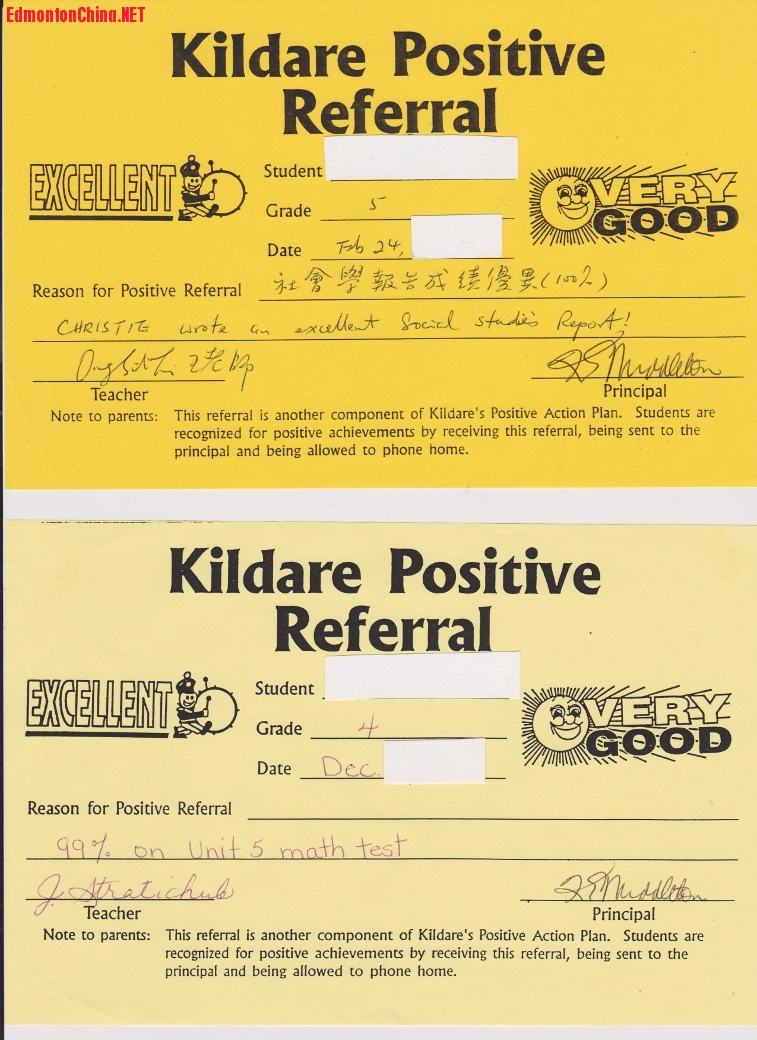 EdmontonChina.NET
Kildare Positive
Referral
EXCELLENT
Student
VERY
GOOD
Grade 5
Date Feb 24,
Reason for Positive Referral 社會學報告成績優異(100%)
CHRISTIE wrote an excellent Social studies Report!
FS Middleton
Teacher Principal
Note to parents: This referral is another component of Kildare's Positive Action Plan. Students are
recognized for positive achievements by receiving this referral, being sent to the
principal and being allowed to phone home.
Kildare Positive
Referral
EXCELLENT
Student
VERY
GOOD
Grade 4
Date Dec.
Reason for Positive Referral
99% on Unit 5 math test
J. Stratichuk Middleton
Teacher Principal
Note to parents: This referral is another component of Kildare's Positive Action Plan. Students are
recognized for positive achievements by receiving this referral, being sent to the
principal and being allowed to phone home.